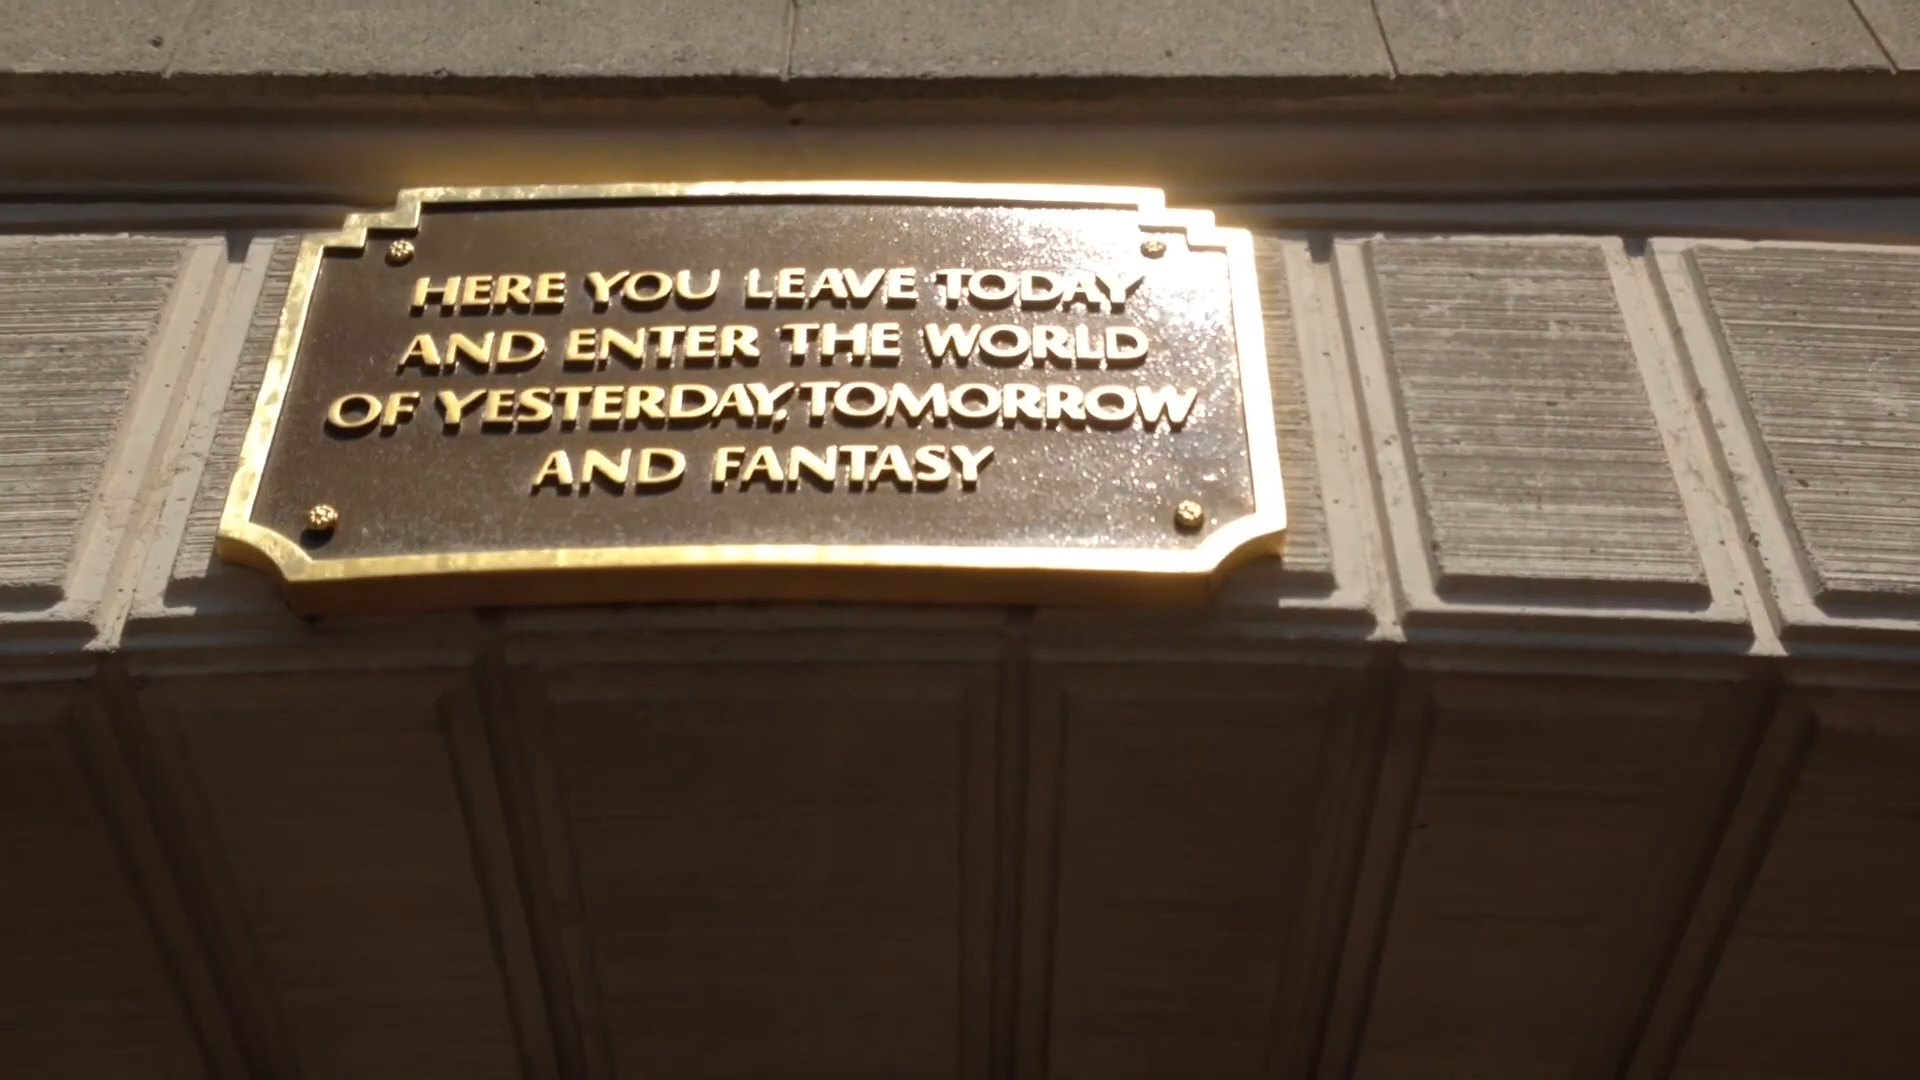 HERE YOU LEAVE TODAY
AND ENTER THE WORLD
OF YESTERDAY, TOMORROW
AND FANTASY